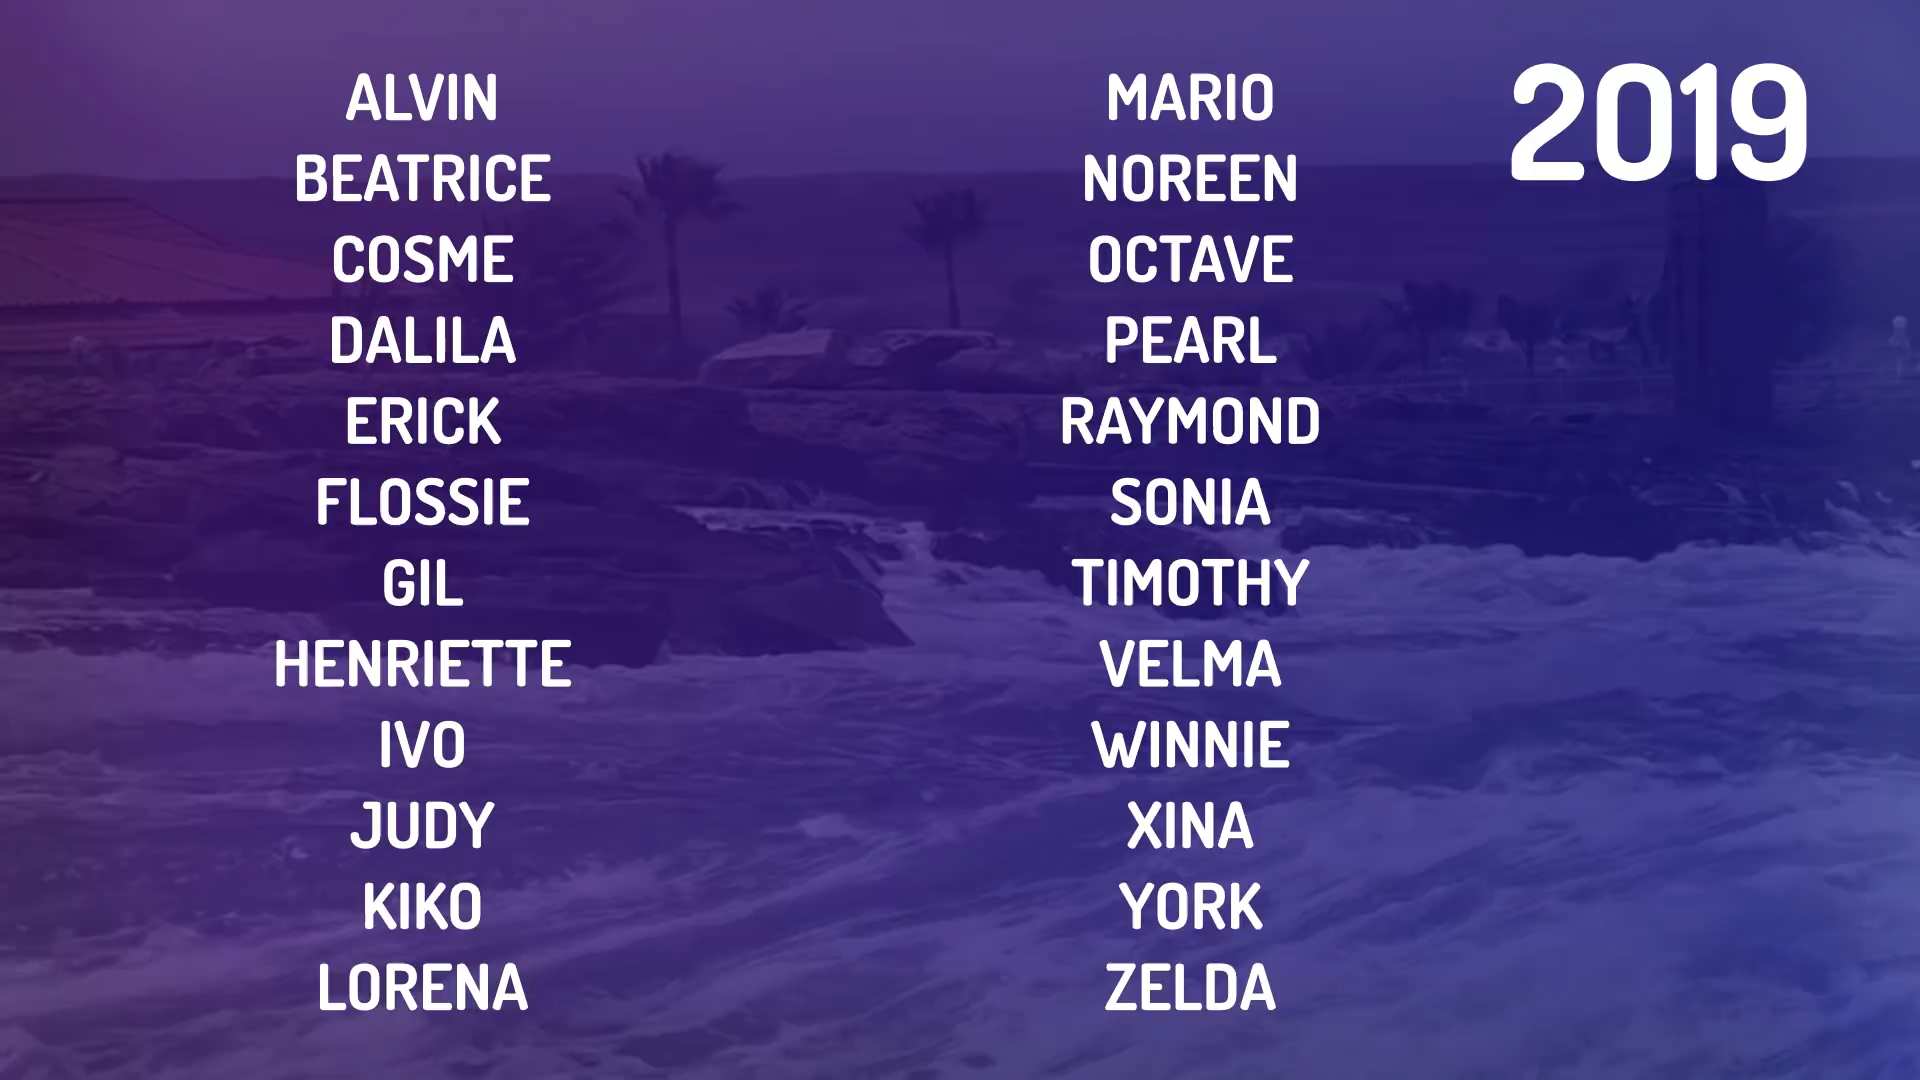 ALVIN
BEATRICE
COSME
DALILA
ERICK
FLOSSIE
GIL
HENRIETTE
IVO
JUDY
KIKO
LORENA
MARIO
NOREEN
OCTAVE
PEARL
RAYMOND
SONIA
TIMOTHY
VELMA
WINNIE
XINA
YORK
ZELDA
2019